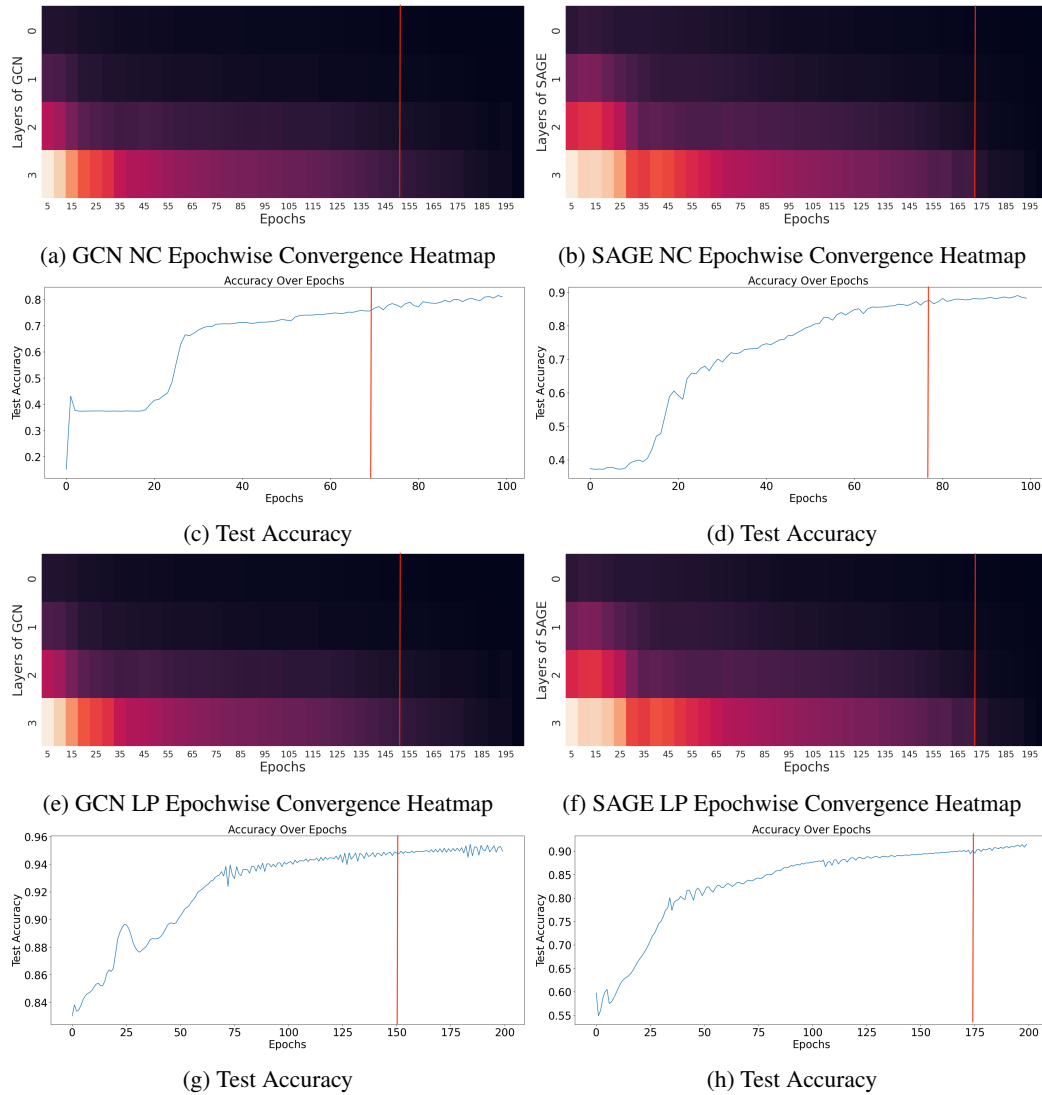 Layers of GCN
0
1
2
3
5 15 25 35 45 55 65 75 85 95 105 115 125 135 145 155 165 175 185 195
Epochs
Layers of SAGE
0
1
2
3
5 15 25 35 45 55 65 75 85 95 105 115 125 135 145 155 165 175 185 195
Epochs
(a) GCN NC Epochwise Convergence Heatmap
(b) SAGE NC Epochwise Convergence Heatmap
Accuracy Over Epochs
Test Accuracy
0.8
0.7
0.6
0.5
0.4
0.3
0.2
0 20 40 60 80 100
Epochs
Accuracy Over Epochs
Test Accuracy
0.9
0.8
0.7
0.6
0.5
0.4
0 20 40 60 80 100
Epochs
(c) Test Accuracy
(d) Test Accuracy
Layers of GCN
0
1
2
3
5 15 25 35 45 55 65 75 85 95 105 115 125 135 145 155 165 175 185 195
Epochs
Layers of SAGE
0
1
2
3
5 15 25 35 45 55 65 75 85 95 105 115 125 135 145 155 165 175 185 195
Epochs
(e) GCN LP Epochwise Convergence Heatmap
(f) SAGE LP Epochwise Convergence Heatmap
Accuracy Over Epochs
Test Accuracy
0.96
0.94
0.92
0.90
0.88
0.86
0.84
0 25 50 75 100 125 150 175 200
Epochs
Accuracy Over Epochs
Test Accuracy
0.90
0.85
0.80
0.75
0.70
0.65
0.60
0.55
0 25 50 75 100 125 150 175 200
Epochs
(g) Test Accuracy
(h) Test Accuracy